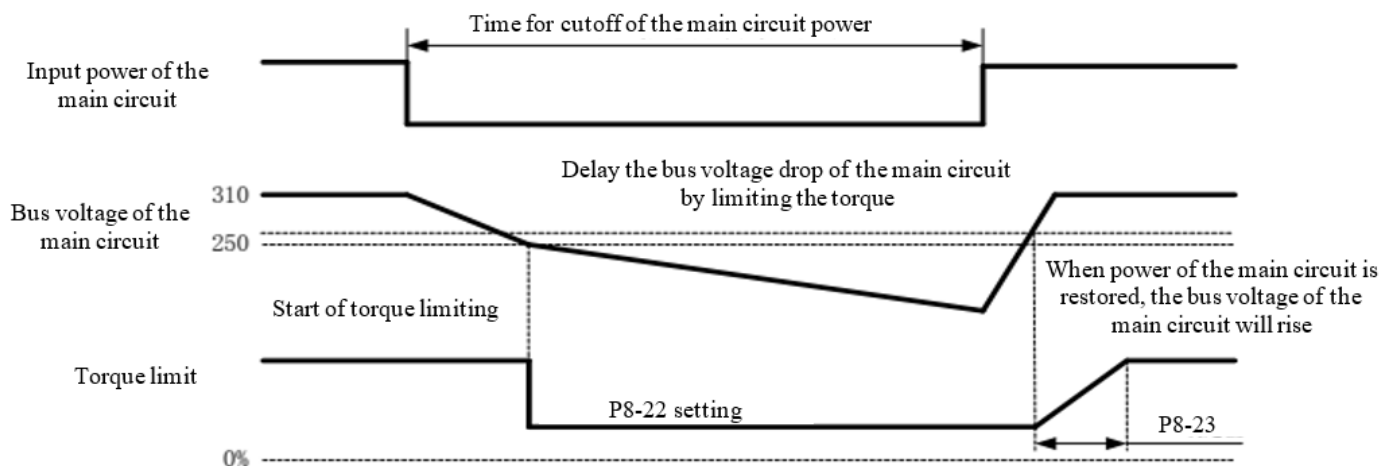 Time for cutoff of the main circuit power
Input power of the
main circuit
Delay the bus voltage drop of the main circuit
by limiting the torque
310
Bus voltage of the
main circuit
250
When power of the main circuit is
restored, the bus voltage of the
main circuit will rise
Start of torque limiting
Torque limit
P8-22 setting
P8-23
0%